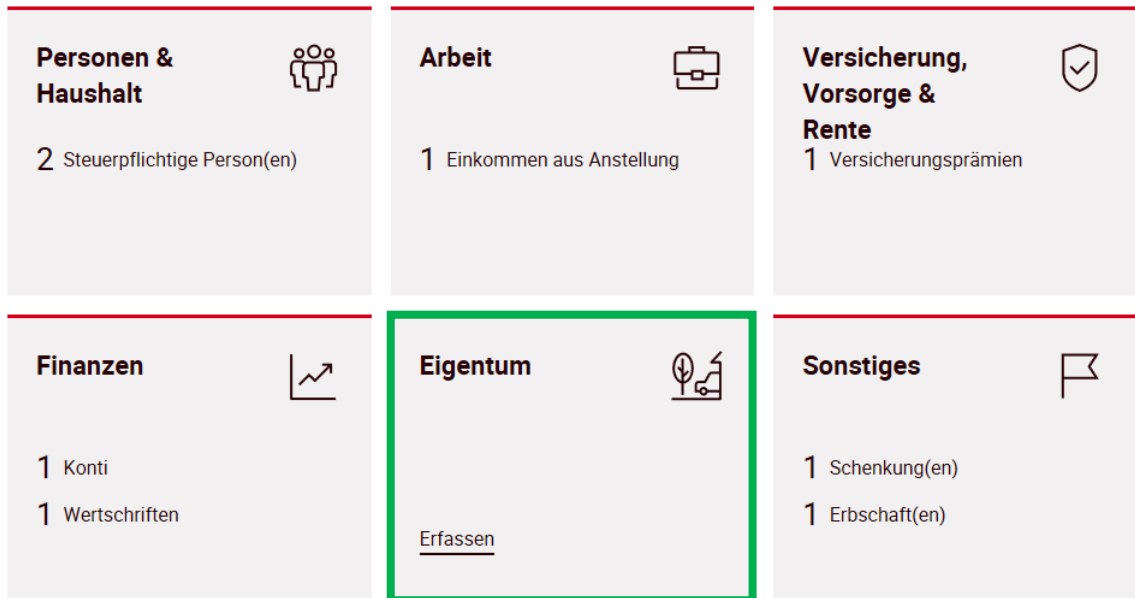 Personen &
Haushalt
2 Steuerpflichtige Person(en)
Arbeit
1 Einkommen aus Anstellung
Versicherung,
Vorsorge &
Rente
1 Versicherungsprämien
Finanzen
1 Konti
1 Wertschriften
Eigentum
Erfassen
Sonstiges
1 Schenkung(en)
1 Erbschaft(en)